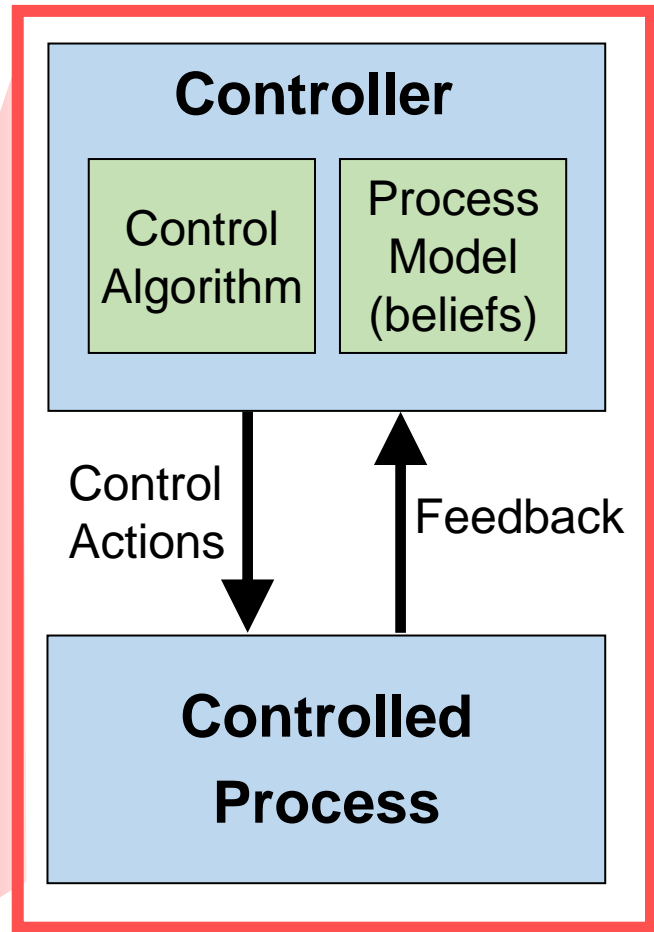 Controller
Control
Algorithm
Process
Model
(beliefs)
Control
Actions
Feedback
Controlled
Process